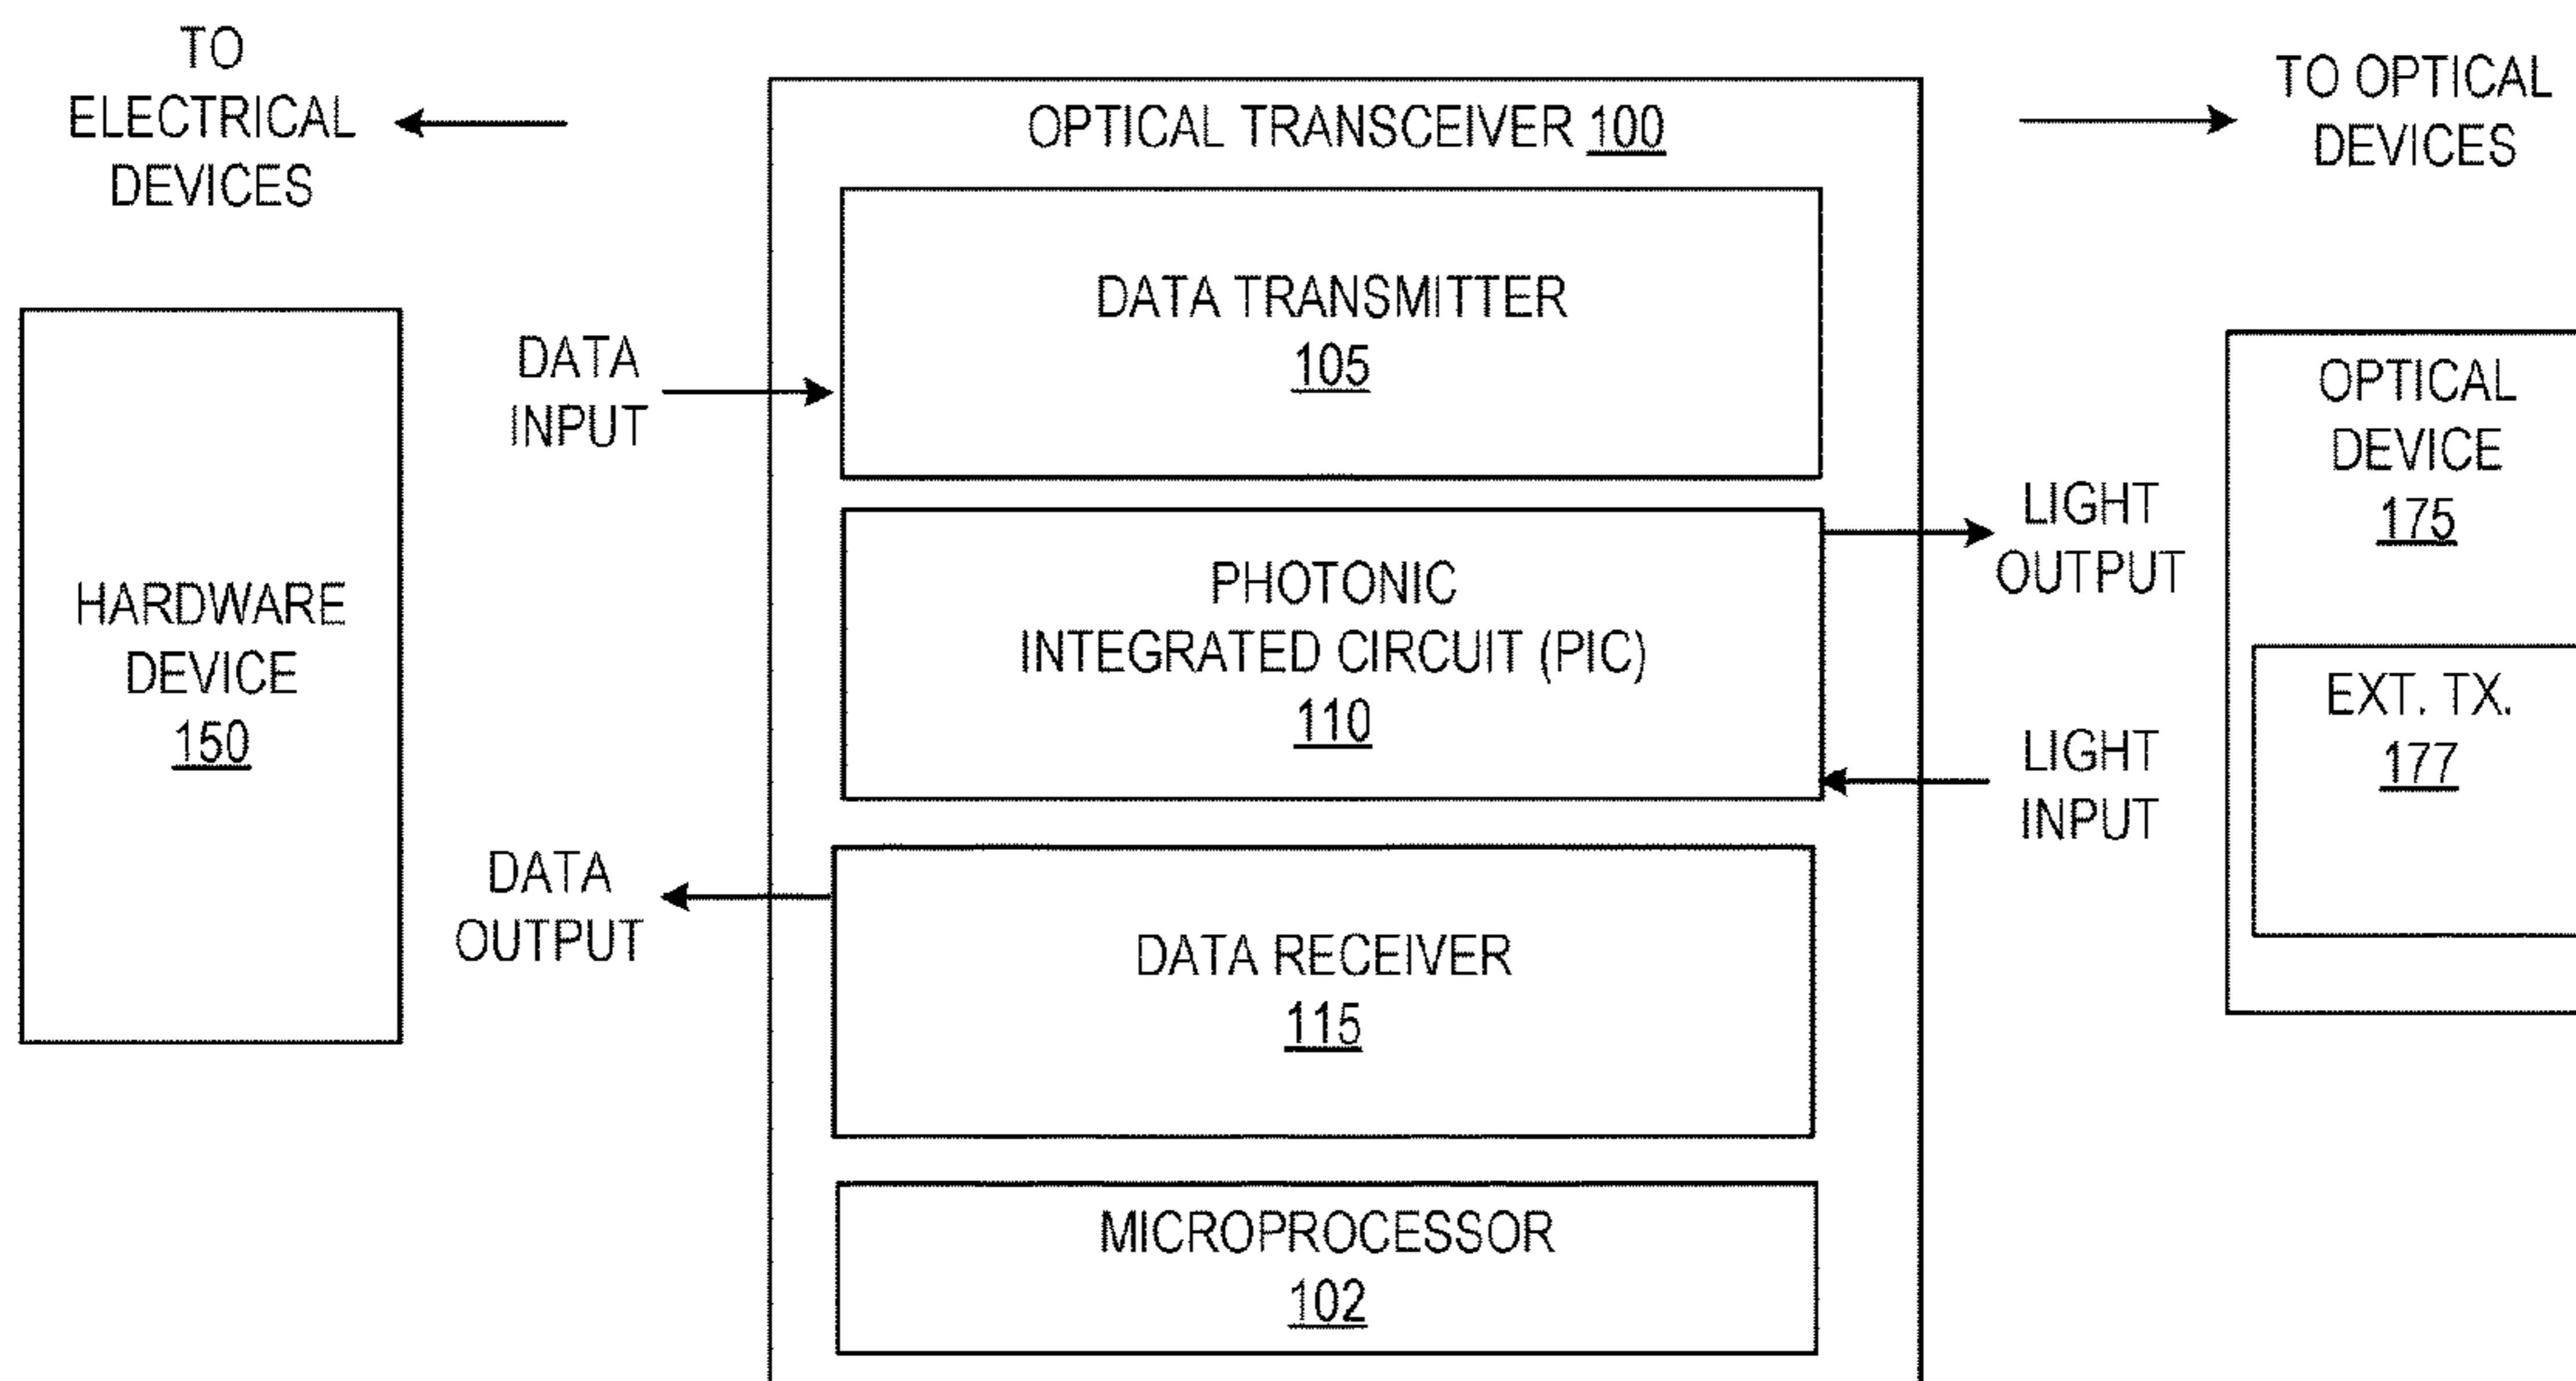 TO
ELECTRICAL
DEVICES
OPTICAL TRANSCEIVER 100
TO OPTICAL
DEVICES
DATA TRANSMITTER
105
DATA
INPUT
HARDWARE
DEVICE
150
PHOTONIC
INTEGRATED CIRCUIT (PIC)
110
LIGHT
OUTPUT
LIGHT
INPUT
OPTICAL
DEVICE
175
EXT. TX.
177
DATA
OUTPUT
DATA RECEIVER
115
MICROPROCESSOR
102